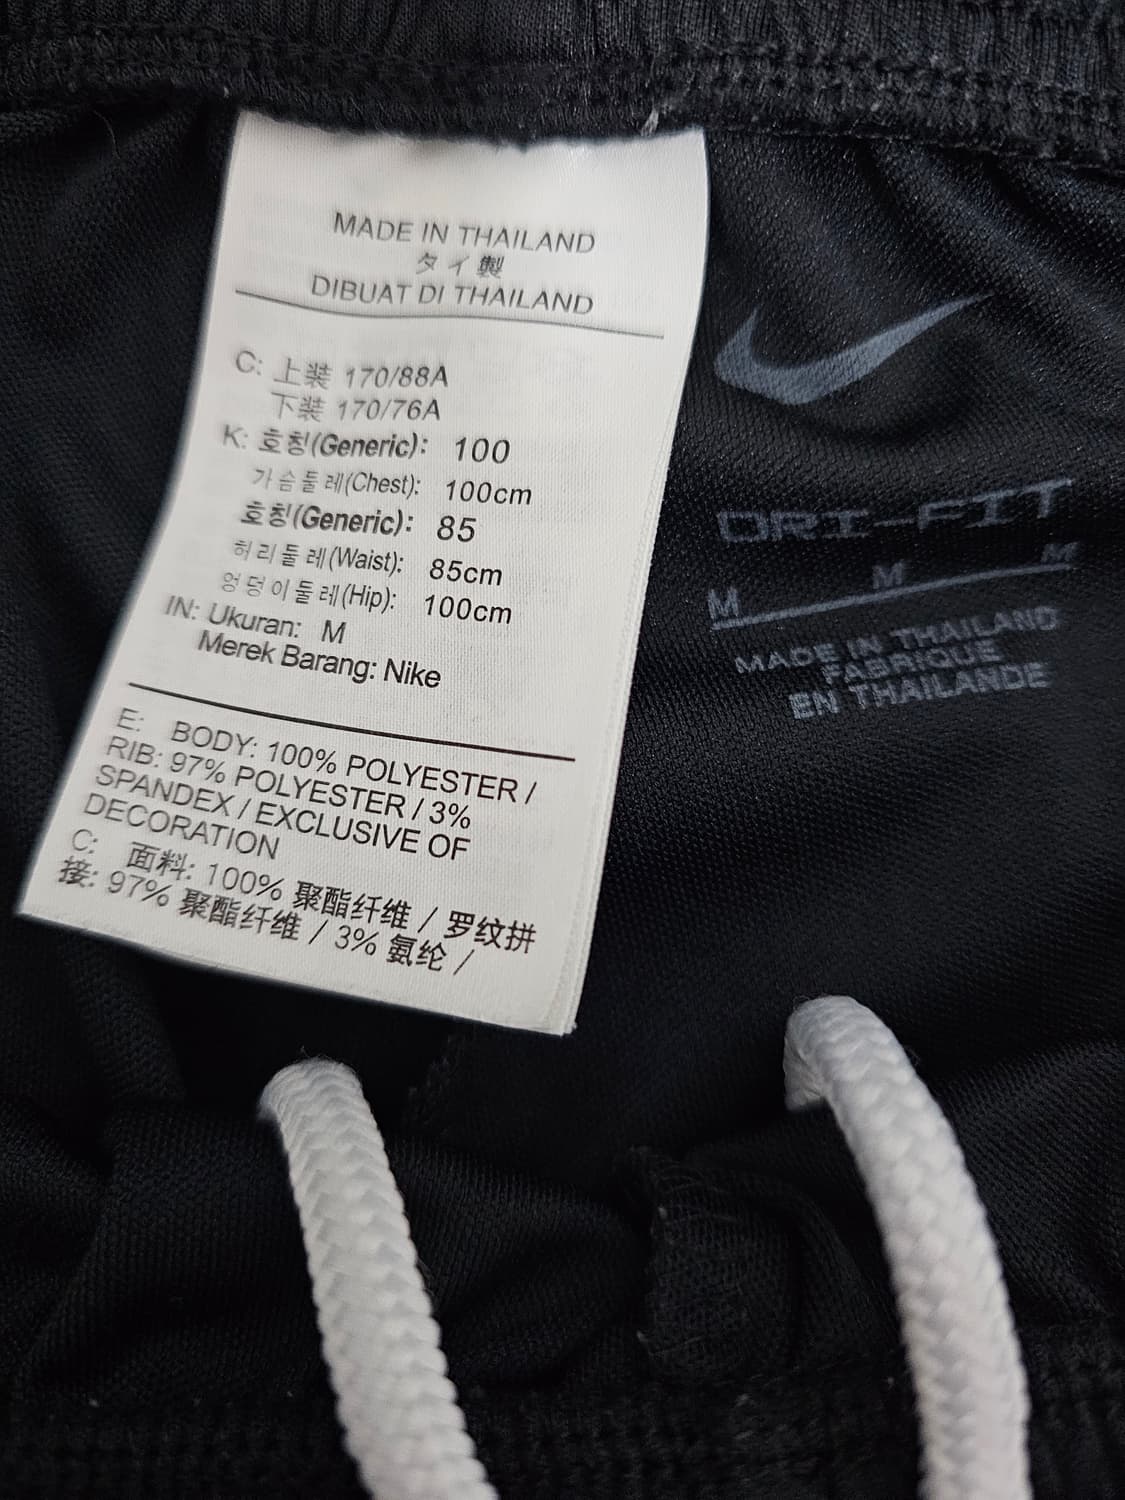 MADE IN THAILAND
タイ製
DIBUAT DI THAILAND
C: 上装 170/88A
下装 170/76A
K: 호칭(Generic): 100
가슴둘레(Chest): 100cm
호칭(Generic): 85
허리둘레(Waist): 85cm
엉덩이둘레(Hip): 100cm
IN: Ukuran: M
Merek Barang: Nike
E: BODY: 100% POLYESTER /
RIB: 97% POLYESTER / 3%
SPANDEX / EXCLUSIVE OF
DECORATION
C: 面料: 100% 聚酯纤维 / 罗纹拼
接: 97% 聚酯纤维 / 3% 氨纶 /
DRI-FIT
M M M
MADE IN THAILAND
FABRIQUE
EN THAILANDE